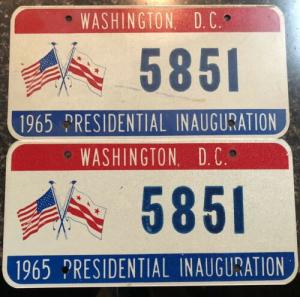 WASHINGTON, D.C.
5851
1965 PRESIDENTIAL INAUGURATION
WASHINGTON, D.C.
5851
1965 PRESIDENTIAL INAUGURATION